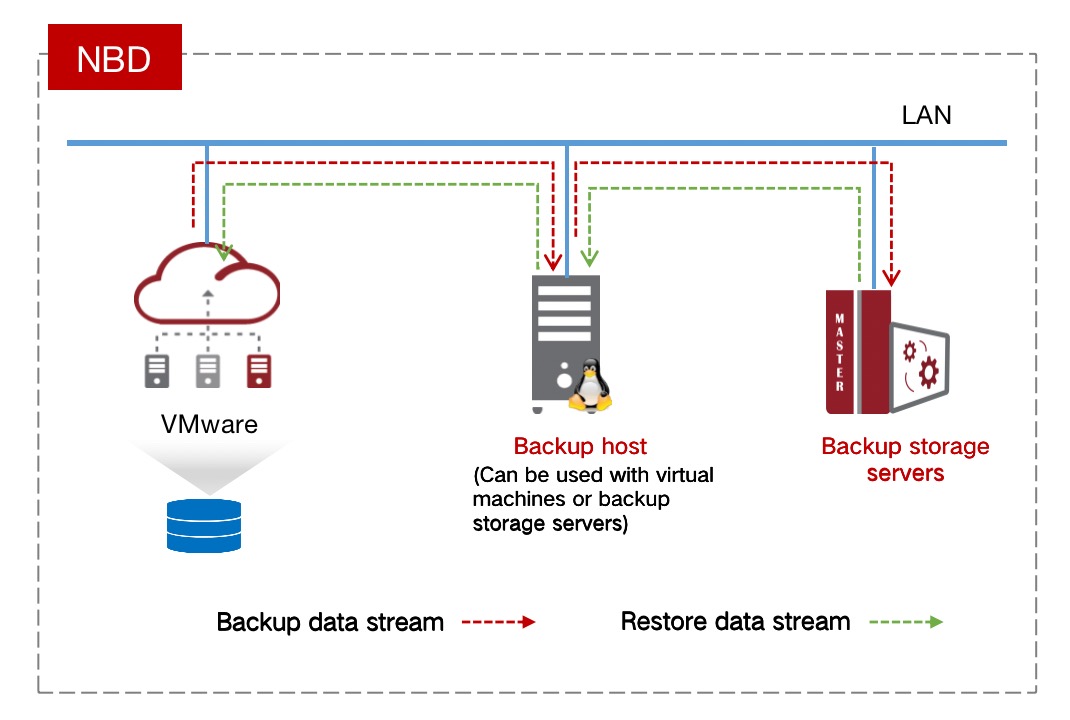 NBD
LAN
MASTER
VMware
Backup host
(Can be used with virtual
machines or backup
storage servers)
Backup storage
servers
Backup data stream
Restore data stream